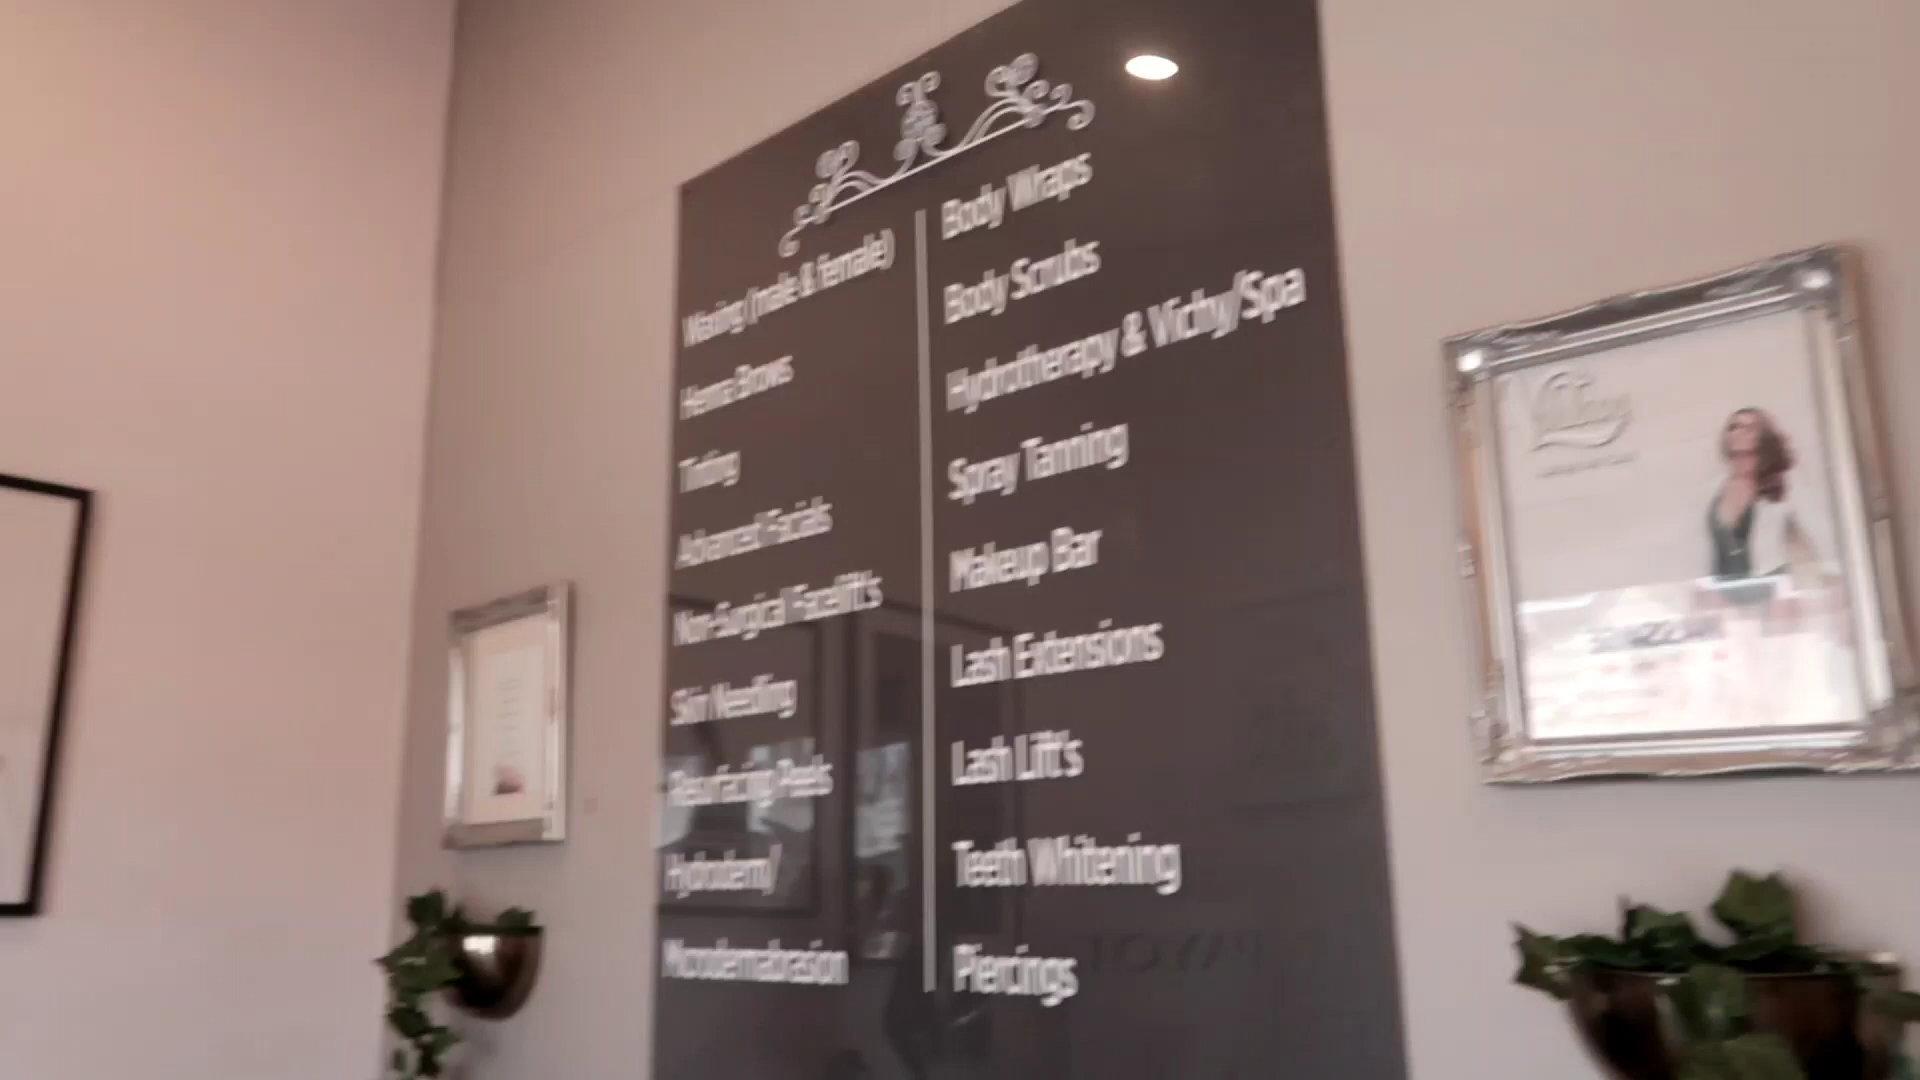 Waxing (male & female)
Henna Brows
Tinting
Advanced Facials
Non-Surgical Facelift's
Skin Needling
Resurfacing Peels
Hydroderm/
Microdermabrasion
Body Wraps
Body Scrubs
Hydrotherapy & Vichy/Spa
Spray Tanning
Makeup Bar
Lash Extensions
Lash Lift's
Teeth Whitening
Piercings